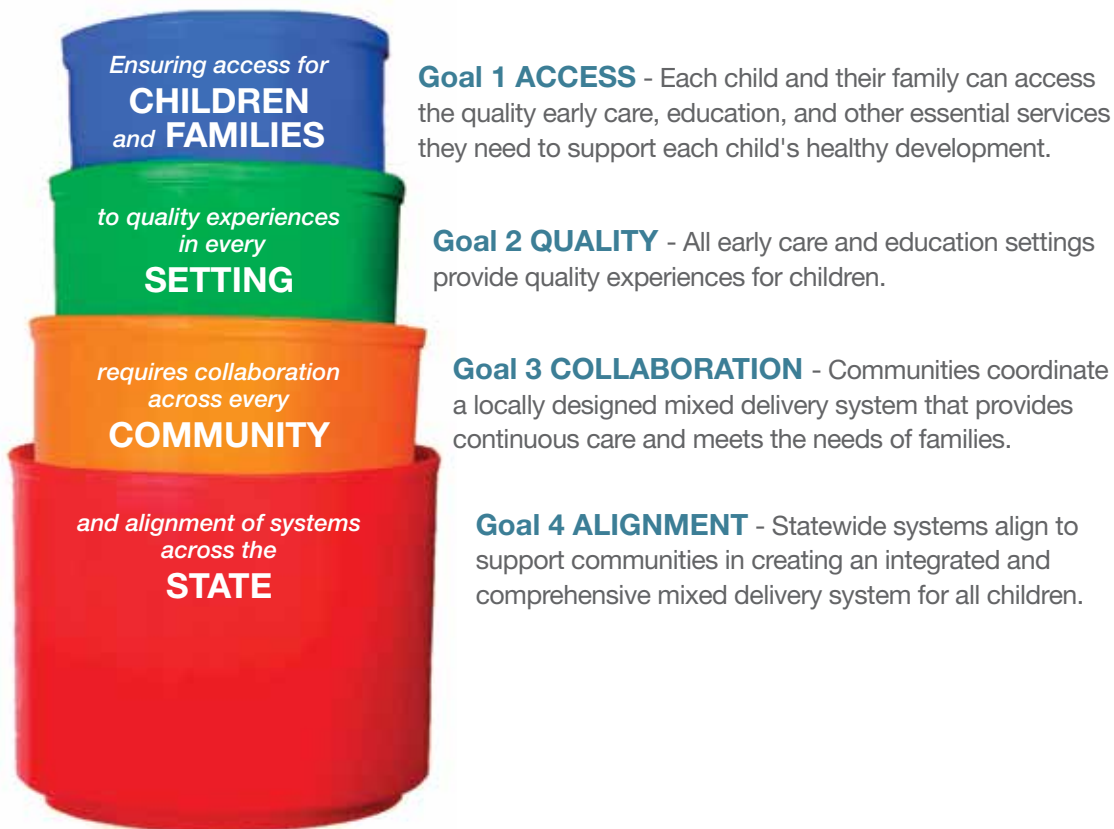 Ensuring access for
CHILDREN
and FAMILIES
Goal 1 ACCESS - Each child and their family can access
the quality early care, education, and other essential services
they need to support each child's healthy development.
to quality experiences
in every
SETTING
Goal 2 QUALITY - All early care and education settings
provide quality experiences for children.
requires collaboration
across every
COMMUNITY
Goal 3 COLLABORATION - Communities coordinate
a locally designed mixed delivery system that provides
continuous care and meets the needs of families.
and alignment of systems
across the
STATE
Goal 4 ALIGNMENT - Statewide systems align to
support communities in creating an integrated and
comprehensive mixed delivery system for all children.